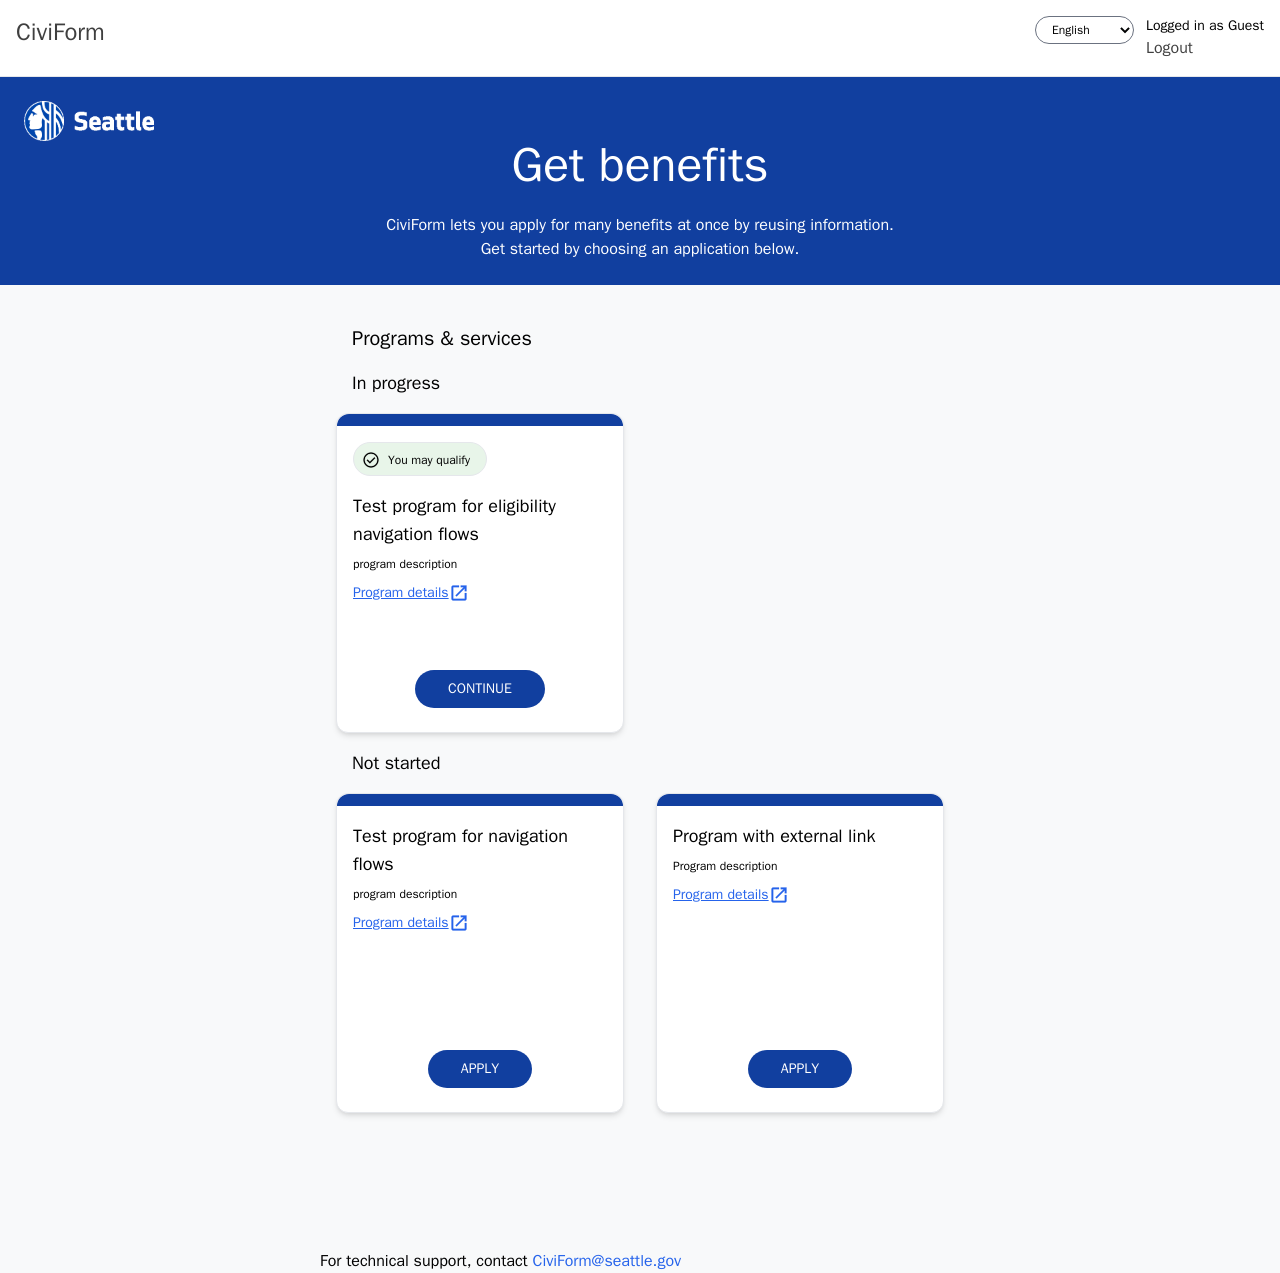 CiviForm
English
Logged in as Guest
Logout
Seattle
Get benefits
CiviForm lets you apply for many benefits at once by reusing information.
Get started by choosing an application below.
Programs & services
In progress
You may qualify
Test program for eligibility
navigation flows
program description
Program details
CONTINUE
Not started
Test program for navigation
flows
program description
Program details
APPLY
Program with external link
Program description
Program details
APPLY
For technical support, contact CiviForm@seattle.gov